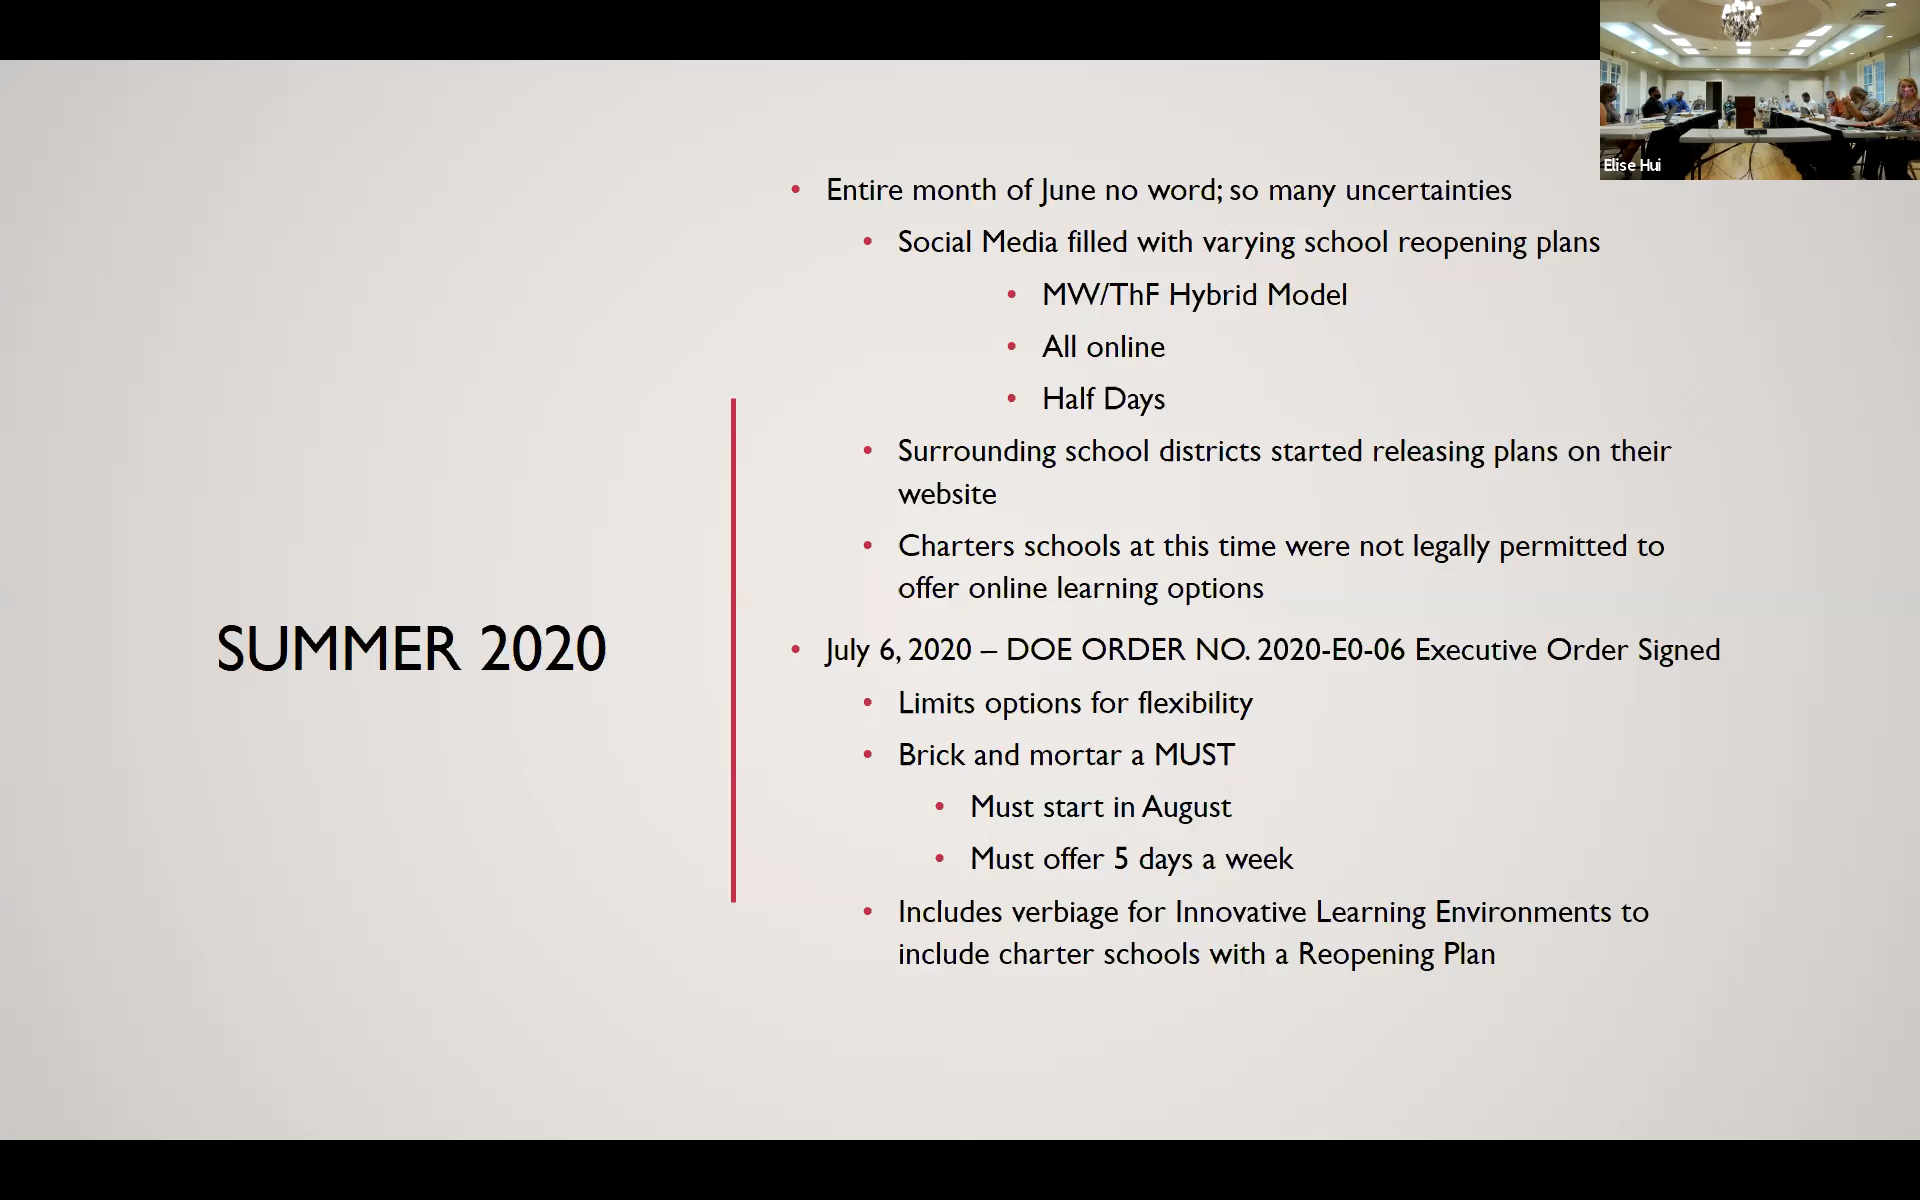 Elise Hui
SUMMER 2020
• Entire month of June no word; so many uncertainties
• Social Media filled with varying school reopening plans
• MW/ThF Hybrid Model
• All online
• Half Days
• Surrounding school districts started releasing plans on their
website
• Charters schools at this time were not legally permitted to
offer online learning options
• July 6, 2020 – DOE ORDER NO. 2020-E0-06 Executive Order Signed
• Limits options for flexibility
• Brick and mortar a MUST
• Must start in August
• Must offer 5 days a week
• Includes verbiage for Innovative Learning Environments to
include charter schools with a Reopening Plan